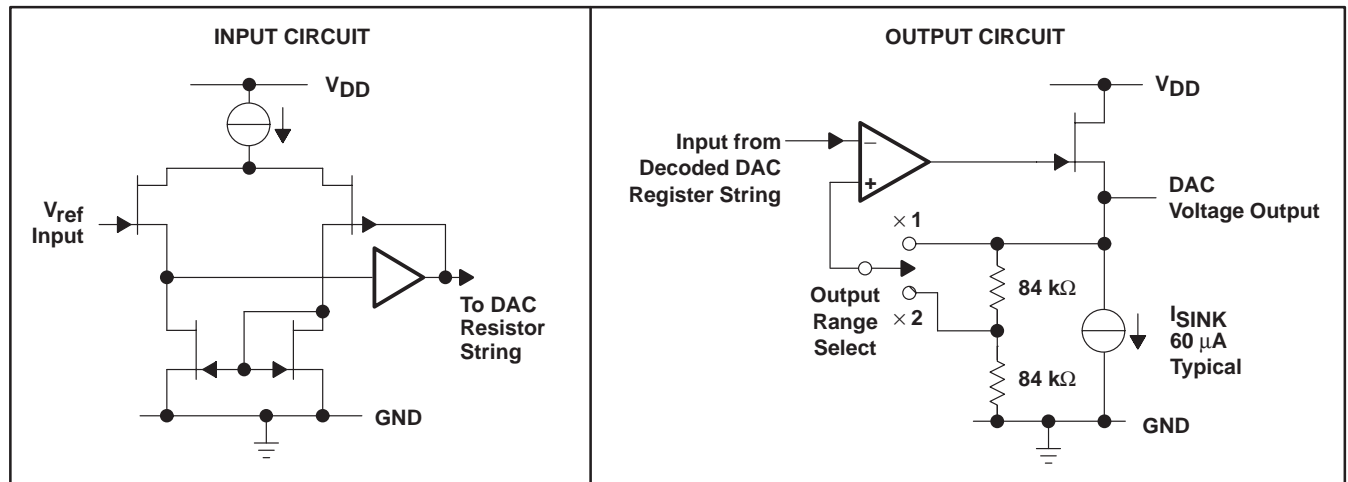 INPUT CIRCUIT
VDD
Vref
Input
To DAC
Resistor
String
GND
OUTPUT CIRCUIT
VDD
Input from
Decoded DAC
Register String
−
+
DAC
Voltage Output
× 1
Output
Range
Select
× 2
84 kΩ
84 kΩ
ISINK
60 μA
Typical
GND